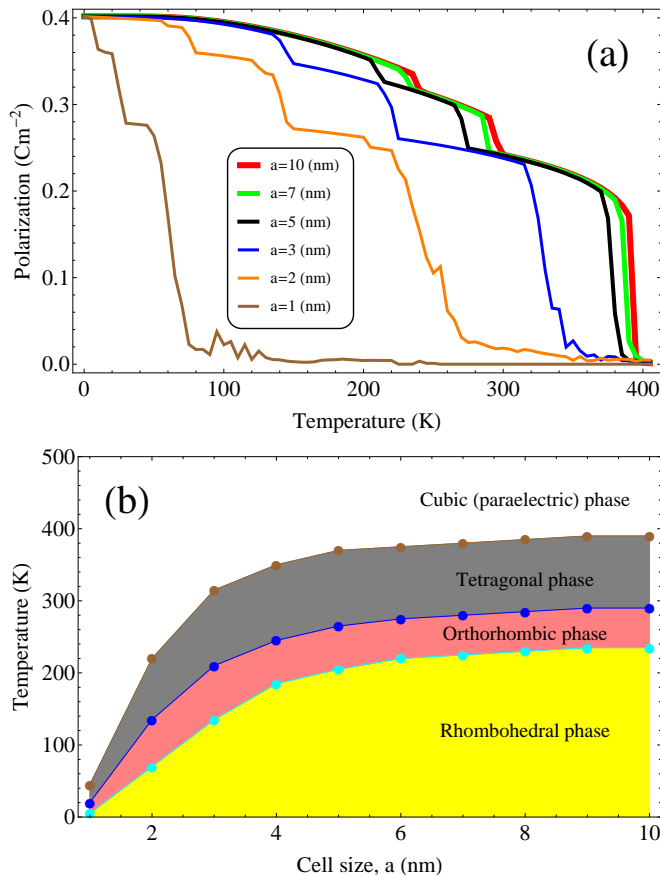 (a)
Polarization (Cm⁻²)
0.4
0.3
0.2
0.1
0.0
a=10 (nm)
a=7 (nm)
a=5 (nm)
a=3 (nm)
a=2 (nm)
a=1 (nm)
0 100 200 300 400
Temperature (K)
(b)
Temperature (K)
500
400
300
200
100
0
Cubic (paraelectric) phase
Tetragonal phase
Orthorhombic phase
Rhombohedral phase
2 4 6 8 10
Cell size, a (nm)